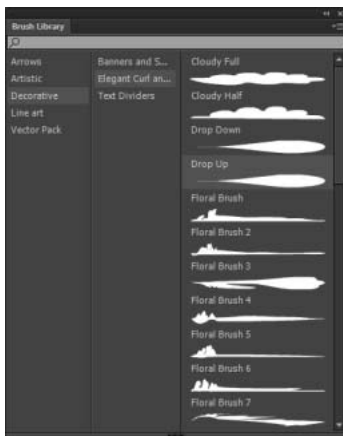 Brush Library
Arrows
Artistic
Decorative
Line art
Vector Pack
Banners and S...
Elegant Curl an...
Text Dividers
Cloudy Full
Cloudy Half
Drop Down
Drop Up
Floral Brush
Floral Brush 2
Floral Brush 3
Floral Brush 4
Floral Brush 5
Floral Brush 6
Floral Brush 7